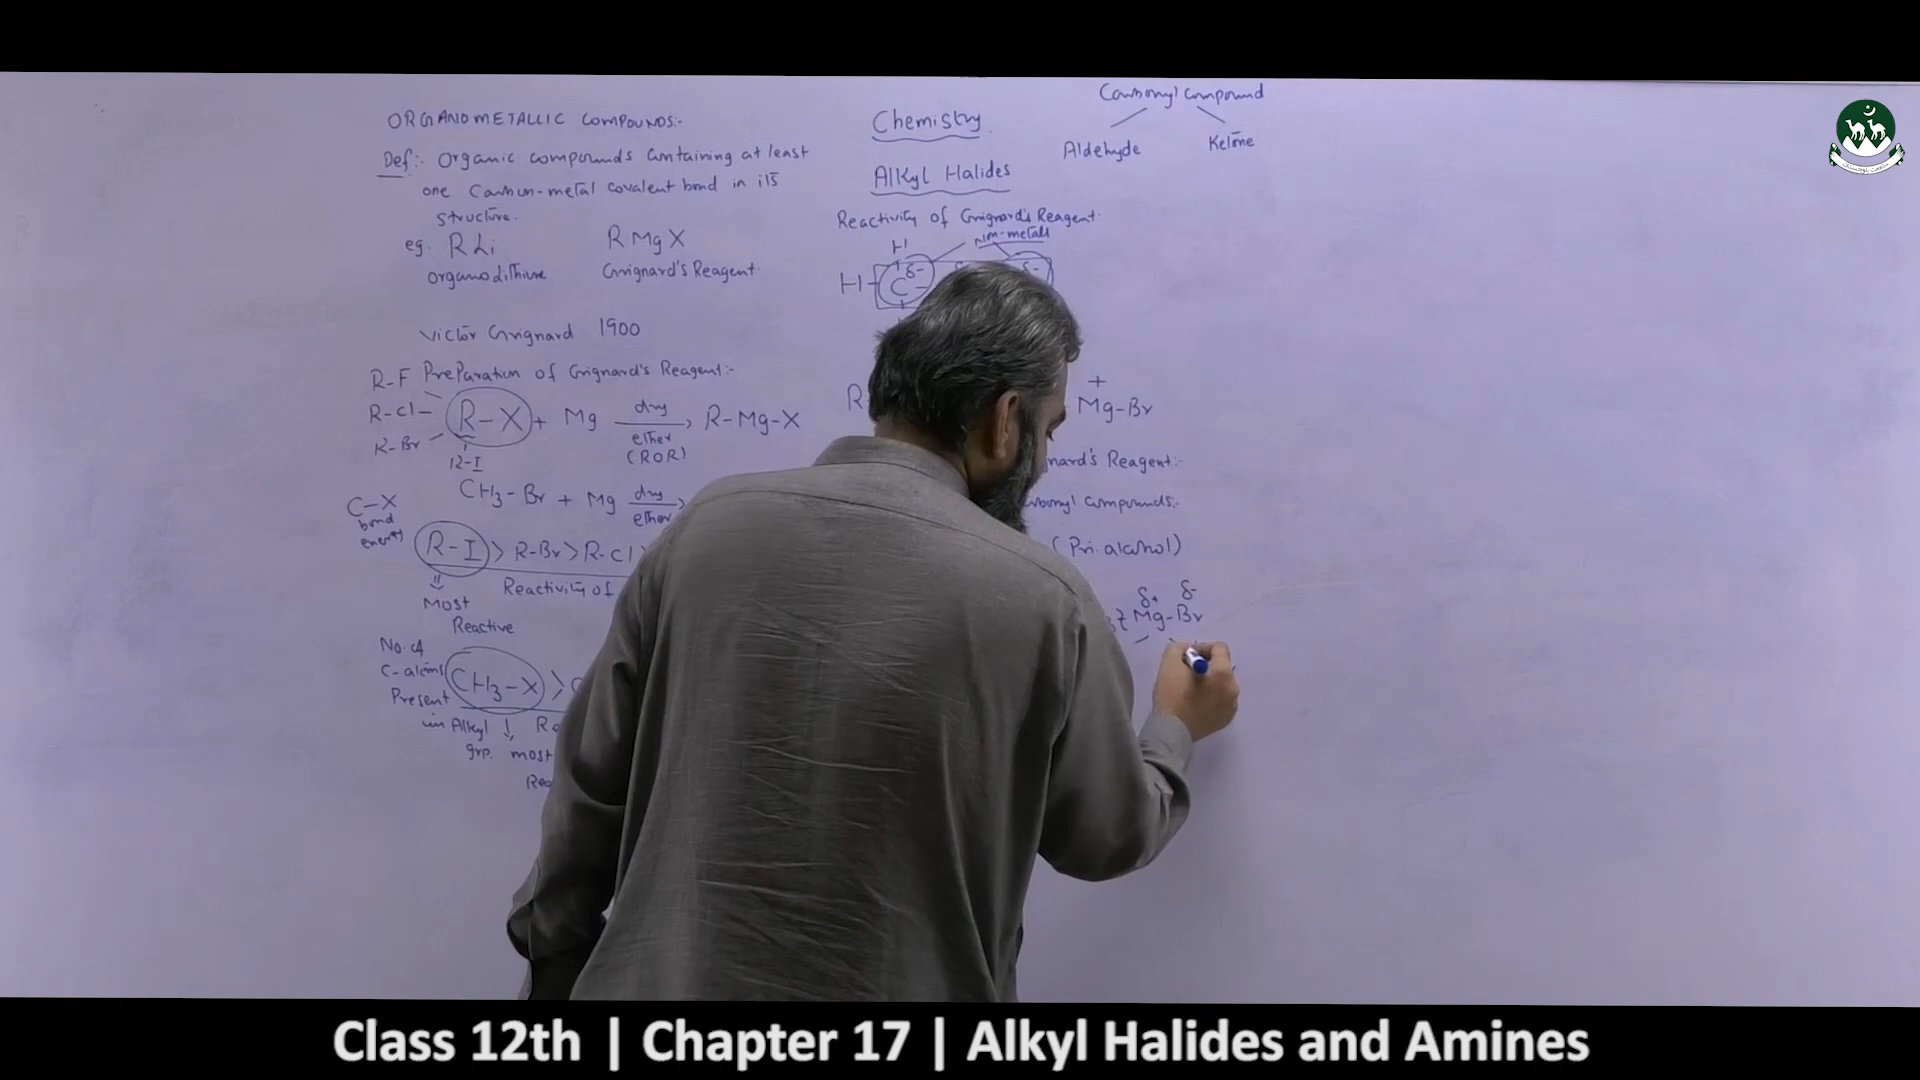 ORGANOMETALLIC COMPOUNDS:-
Def:- Organic compounds containing at least
one Carbon-metal covalent bond in its
structure.
eg. RLi RMgX
Grignard's Reagent
Victor Grignard 1900
R-F Preparation of Grignard's Reagent:-
R-Cl
R-X + Mg dry ether (ROR) R-Mg-X
R-Br
R-I
CH3-Br + Mg dry ether
C-X
bond
energy
R-I > R-Br > R-Cl
Reactivity of
Most
Reactive
No. of
C-atoms
Present
in Alkyl
grp.
CH3-X >
most
Chemistry
Alkyl Halides
Reactivity of Grignard's Reagent
Non-metals
H
H-C δ-
δ-
R
+
Mg-Br
Reagent:-
Compounds:-
(Pri. alcohol)
δ+ δ-
Mg-Br
Carbonyl Compound
Aldehyde Ketone
Class 12th | Chapter 17 | Alkyl Halides and Amines